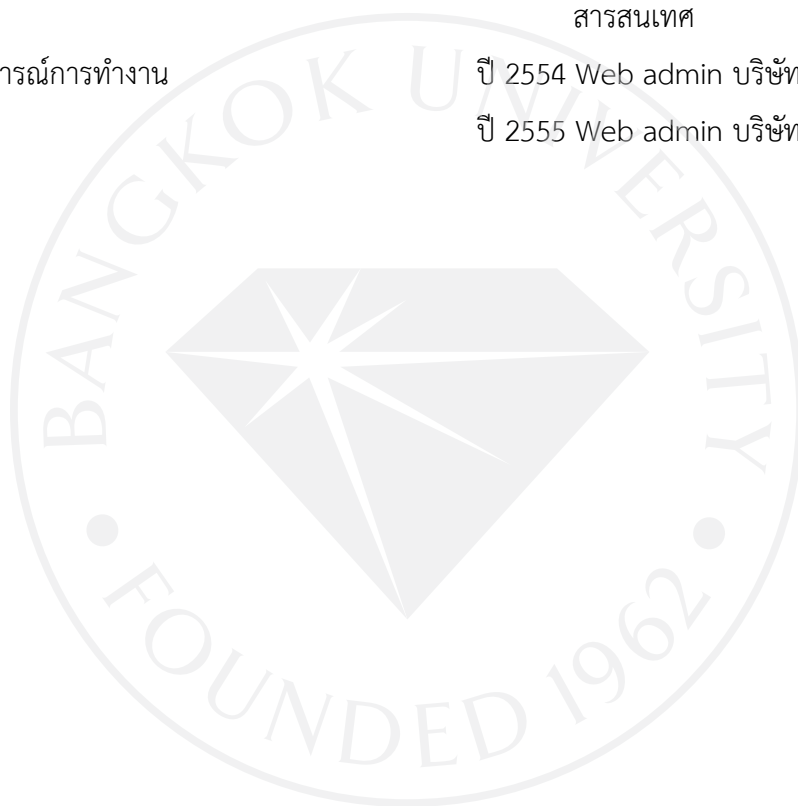 สารสนเทศ
ารณ์การทำงาน ปี 2554 Web admin บริษัท
ปี 2555 Web admin บริษัท
BANGKOK UNIVERSITY
FOUNDED 1962